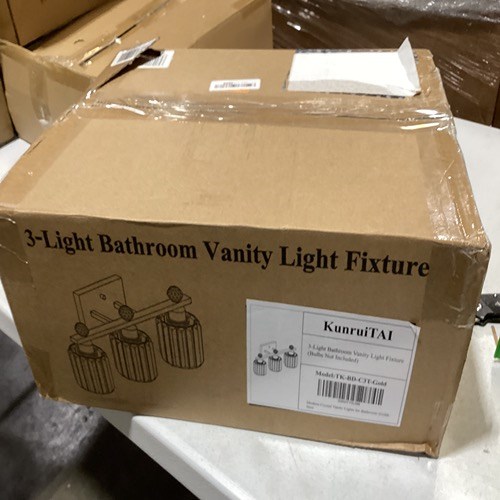 3-Light Bathroom Vanity Light Fixture
KunruiTAI
3-Light Bathroom Vanity Light Fixture
(Bulbs Not Included)
Model:TK-BD-C3T-Gold